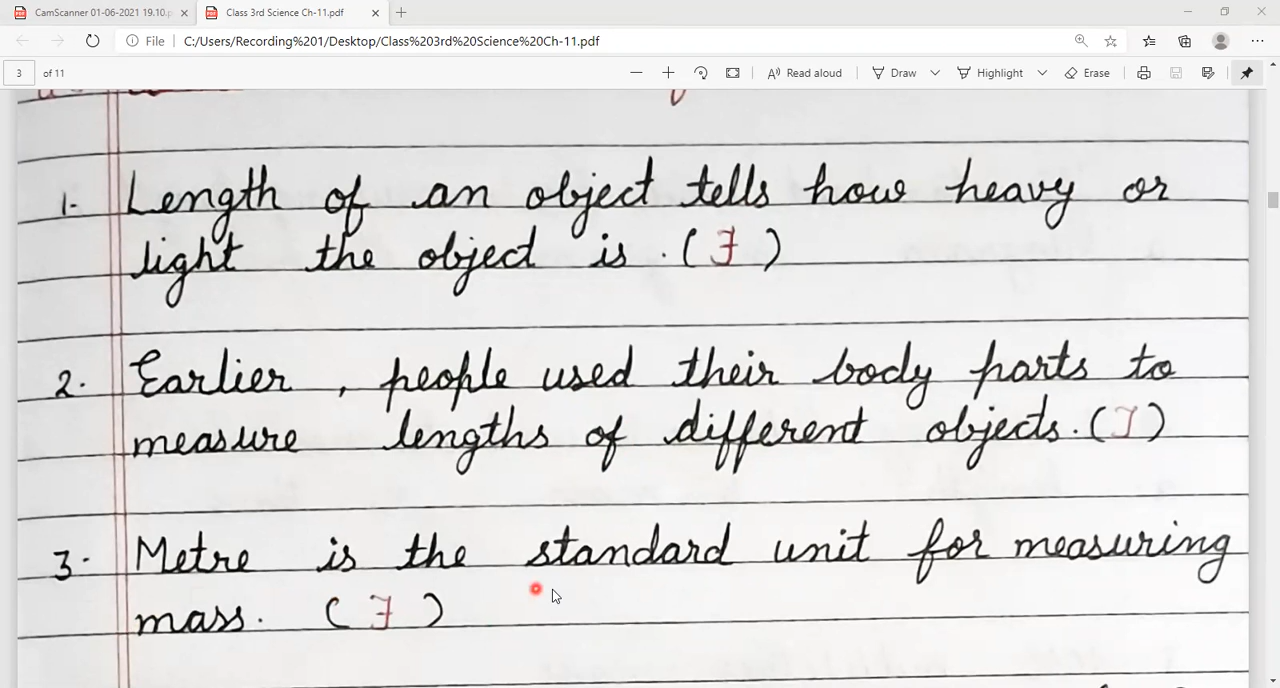 CamScanner 01-06-2021 19.10.p
Class 3rd Science Ch-11.pdf
File
C:/Users/Recording%201/Desktop/Class%203rd%20Science%20Ch-11.pdf
3 of 11
Read aloud
Draw
Highlight
Erase
1. Length of an object tells how heavy or
light the object is. (F)
2. Earlier, people used their body parts to
measure lengths of different objects. (T)
3. Metre is the standard unit for measuring
mass. (F)